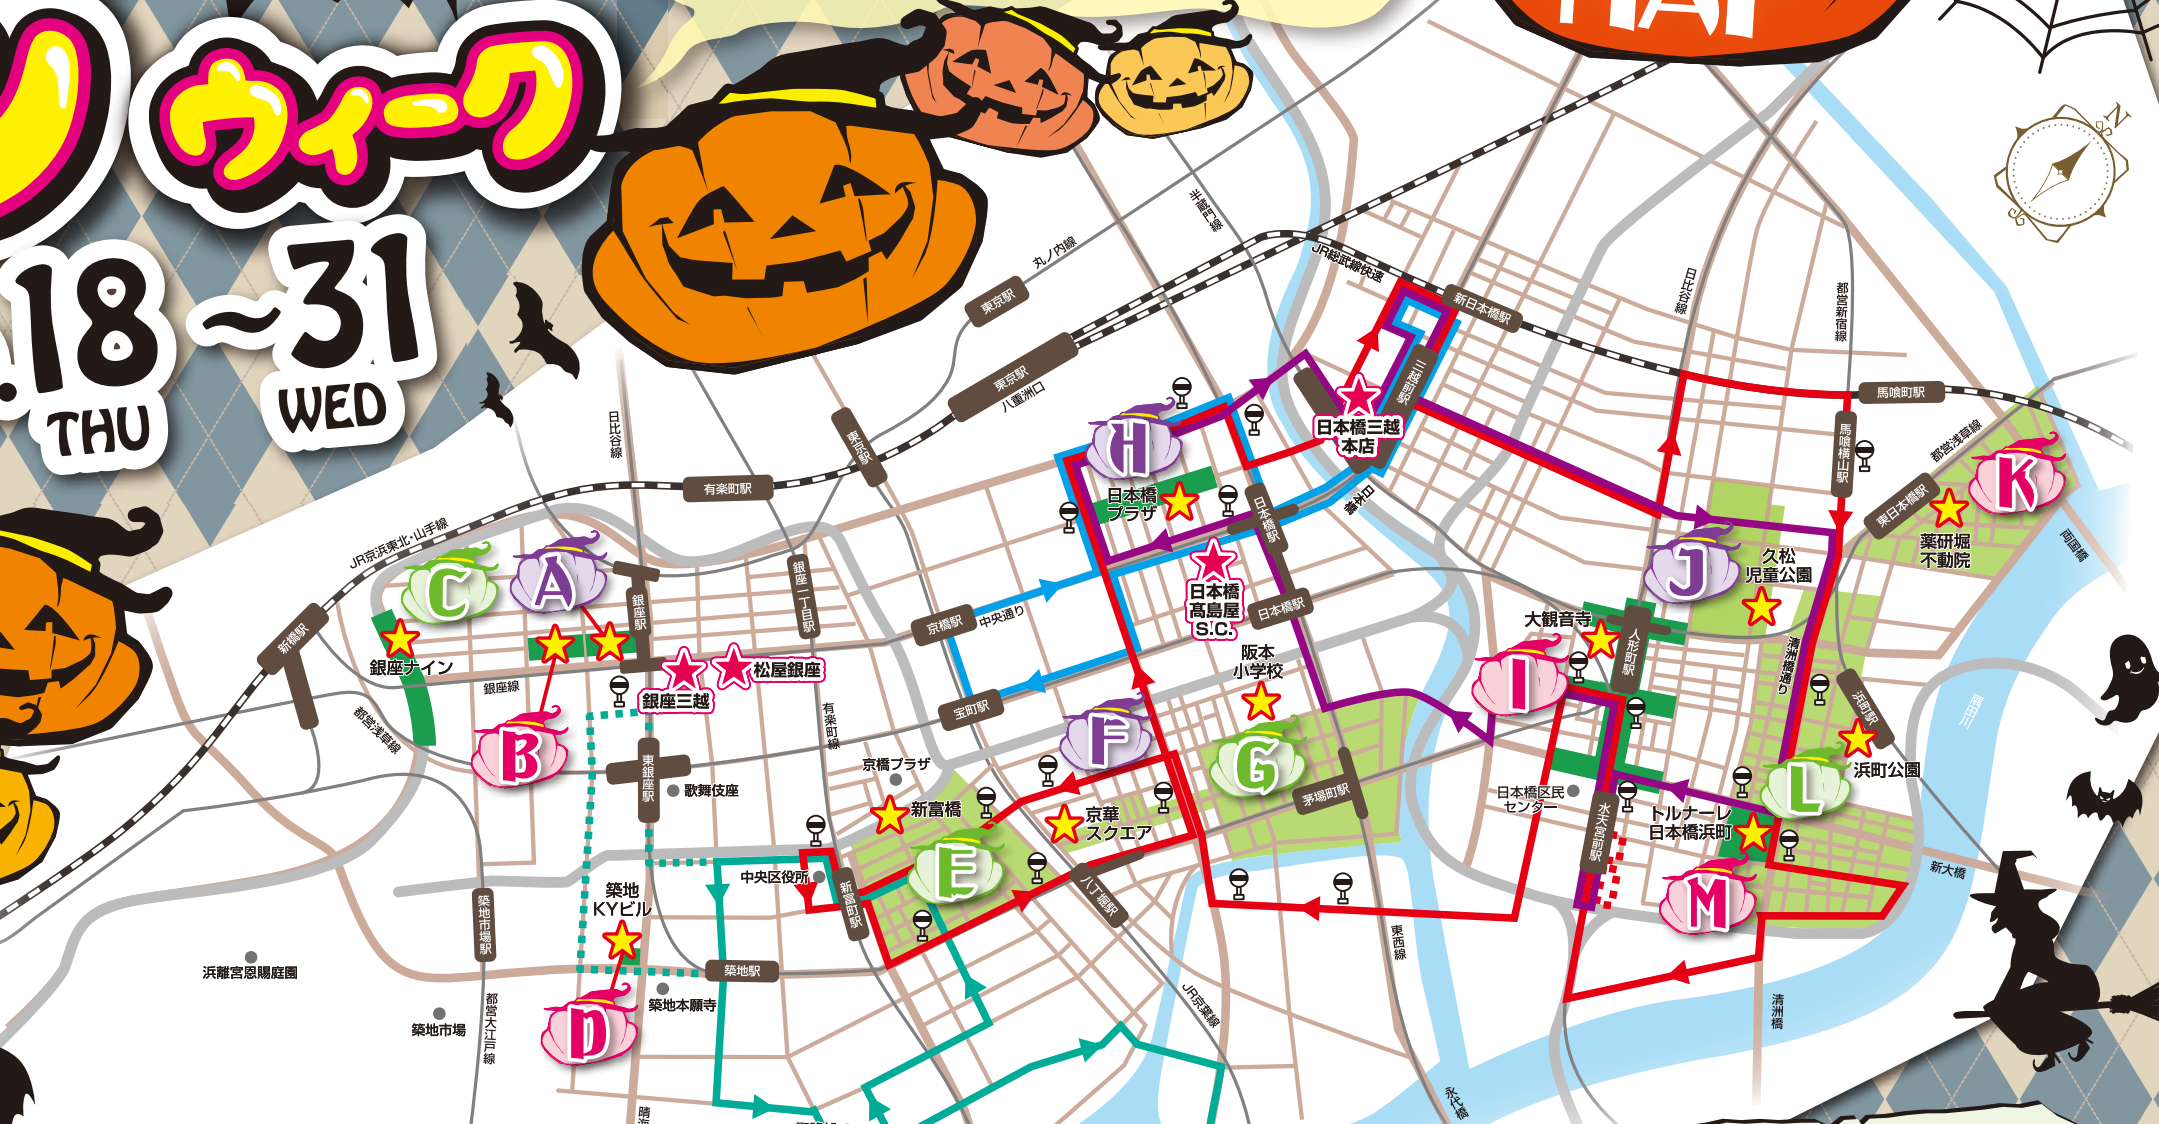 ウィーク
18
THU
～31
WED
HAP
N
半蔵門線
丸ノ内線
東京駅
JR総武線快速
新日本橋駅
日比谷線
都営新宿線
東京駅
八重洲口
三越前駅
馬喰町駅
日比谷線
東京駅
有楽町駅
日本橋三越
本店
馬喰横山駅
都営浅草線
K
H
日本橋
プラザ
日本橋駅
日本橋
東日本橋駅
薬研堀
不動院
両国橋
JR京浜東北・山手線
C
A
銀座駅
銀座一丁目駅
日本橋
髙島屋
S.C.
日本橋駅
J
久松
児童公園
新橋駅
銀座ナイン
京橋駅
中央通り
大観音寺
人形町駅
銀座線
松屋銀座
銀座三越
阪本
小学校
I
清洲橋通り
浜町駅
隅田川
都営浅草線
有楽町線
宝町駅
B
F
G
東銀座駅
歌舞伎座
京橋プラザ
新富橋
京華
スクエア
茅場町駅
日本橋区民
センター
水天宮前駅
トルナーレ
日本橋浜町
L
浜町公園
中央区役所
新富町駅
E
八丁堀駅
M
新大橋
築地
KYビル
築地市場駅
築地駅
東西線
浜離宮恩賜庭園
築地本願寺
築地市場
都営大江戸線
D
JR京葉線
清洲橋
永代橋
晴海